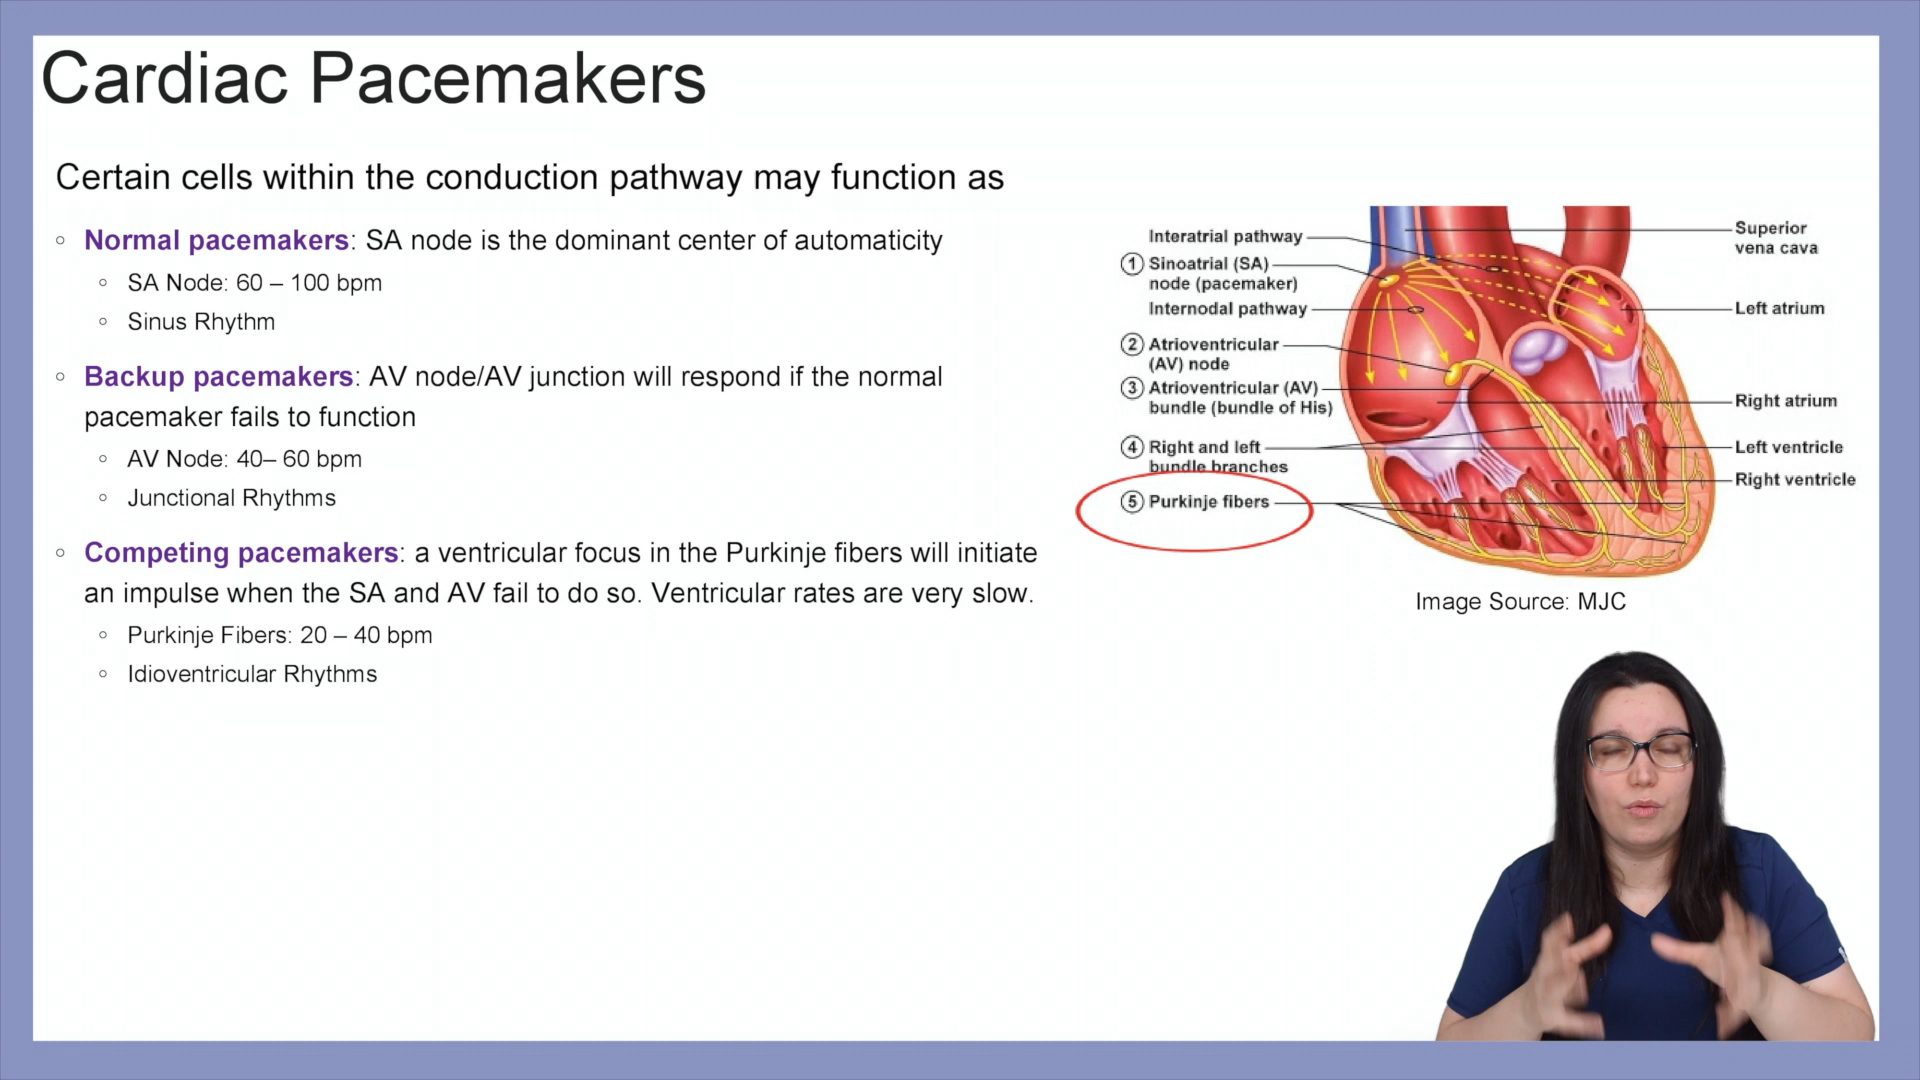 Cardiac Pacemakers
Certain cells within the conduction pathway may function as
Normal pacemakers: SA node is the dominant center of automaticity
SA Node: 60 – 100 bpm
Sinus Rhythm
Backup pacemakers: AV node/AV junction will respond if the normal
pacemaker fails to function
AV Node: 40– 60 bpm
Junctional Rhythms
Competing pacemakers: a ventricular focus in the Purkinje fibers will initiate
an impulse when the SA and AV fail to do so. Ventricular rates are very slow.
Purkinje Fibers: 20 – 40 bpm
Idioventricular Rhythms
Interatrial pathway
① Sinoatrial (SA)
node (pacemaker)
Internodal pathway
② Atrioventricular
(AV) node
③ Atrioventricular (AV)
bundle (bundle of His)
④ Right and left
bundle branches
⑤ Purkinje fibers
Superior
vena cava
Left atrium
Right atrium
Left ventricle
Right ventricle
Image Source: MJC